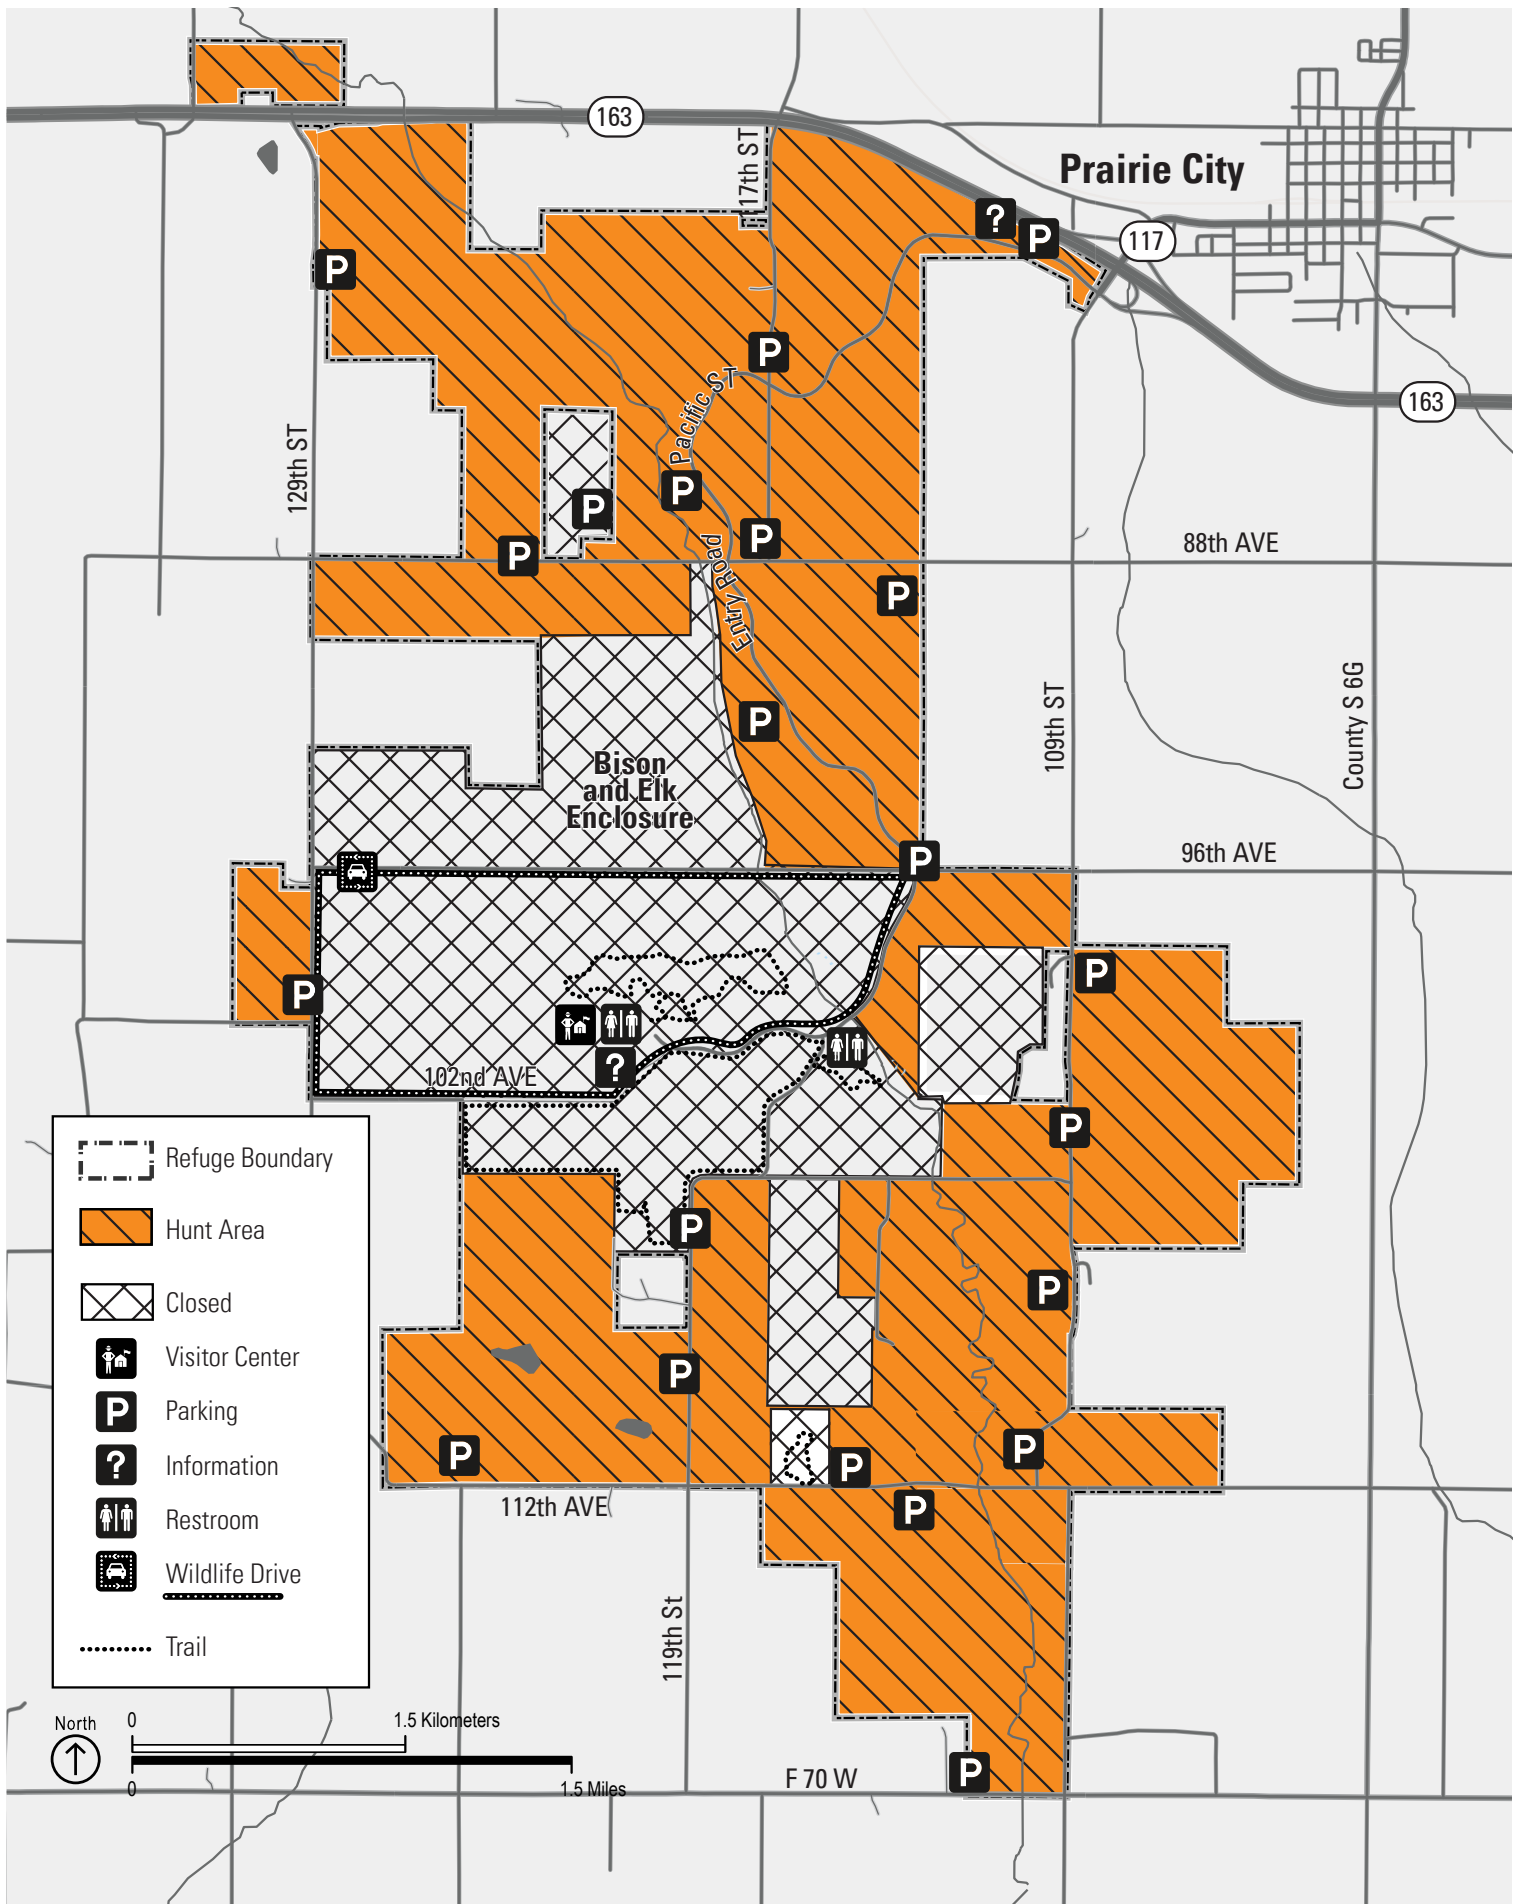 163
Prairie City
17th ST
?
P
117
P
P
163
Pacific ST
129th ST
P
P
P
P
88th AVE
Entry Road
P
109th ST
County S 6G
P
Bison
and Elk
Enclosure
96th AVE
P
P
P
?
102nd AVE
P
Refuge Boundary
Hunt Area
P
P
Closed
Visitor Center
P
P Parking
P
P
P
? Information
112th AVE
P
Restroom
Wildlife Drive
119th St
Trail
North
0
1.5 Kilometers
0
1.5 Miles
F 70 W
P